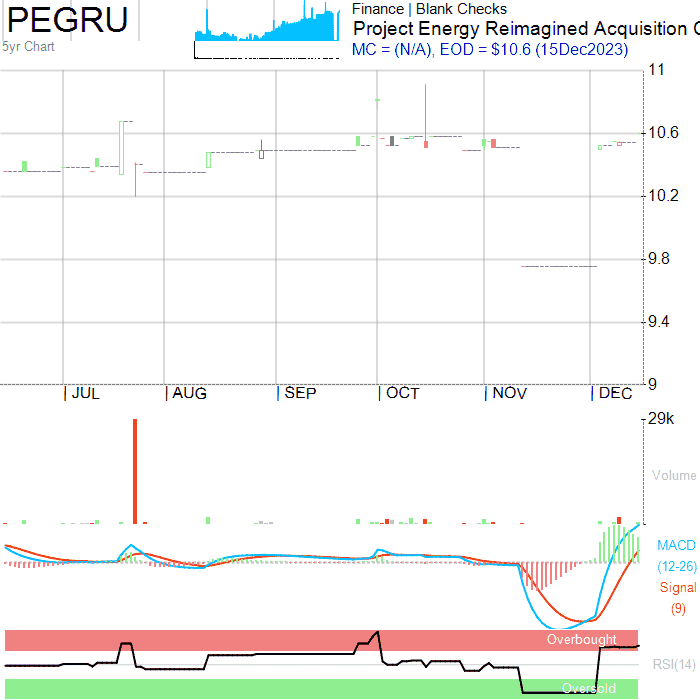 PEGRU
5yr Chart
Finance | Blank Checks
Project Energy Reimagined Acquisition C
MC = (N/A), EOD = $10.6 (15Dec2023)
11
10.6
10.2
9.8
9.4
9
JUL
AUG
SEP
OCT
NOV
DEC
29k
Volume
MACD
(12-26)
Signal
(9)
Overbought
RSI(14)
Oversold